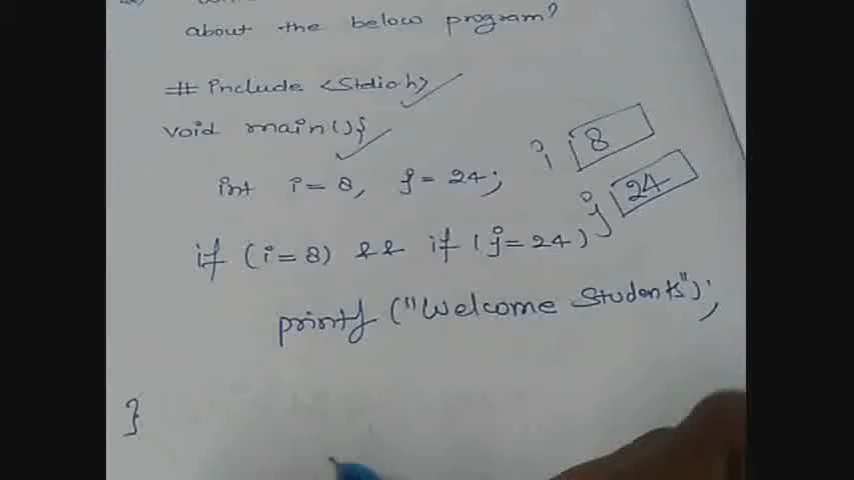 about the below program?
# Include <Stdio.h>
void main(){
int i=8, j=24;
i 8
j 24
if (i=8) && if (j=24)
printf ("Welcome Students");
}